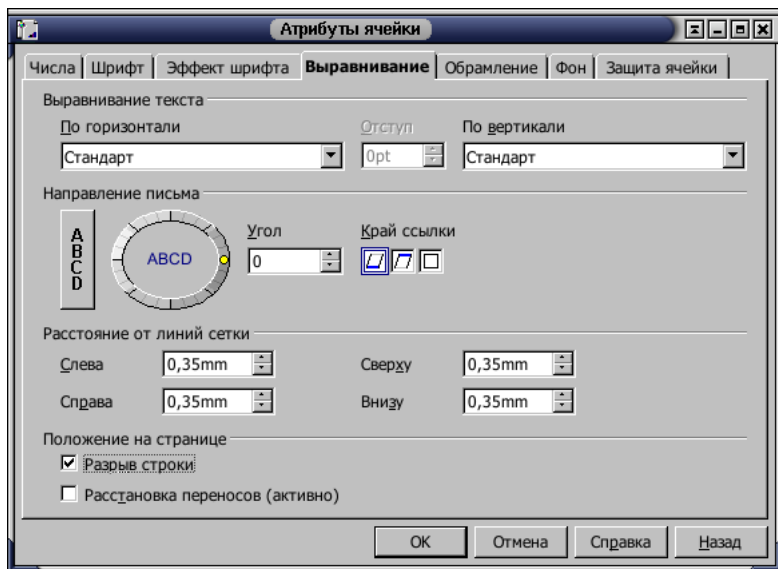 Атрибуты ячейки
Числа Шрифт Эффект шрифта Выравнивание Обрамление Фон Защита ячейки
Выравнивание текста
По горизонтали Отступ По вертикали
Стандарт 0pt Стандарт
Направление письма
ABCD ABCD Угол Край ссылки
0
Расстояние от линий сетки
Слева 0,35mm Сверху 0,35mm
Справа 0,35mm Внизу 0,35mm
Положение на странице
Разрыв строки
Расстановка переносов (активно)
OK Отмена Справка Назад